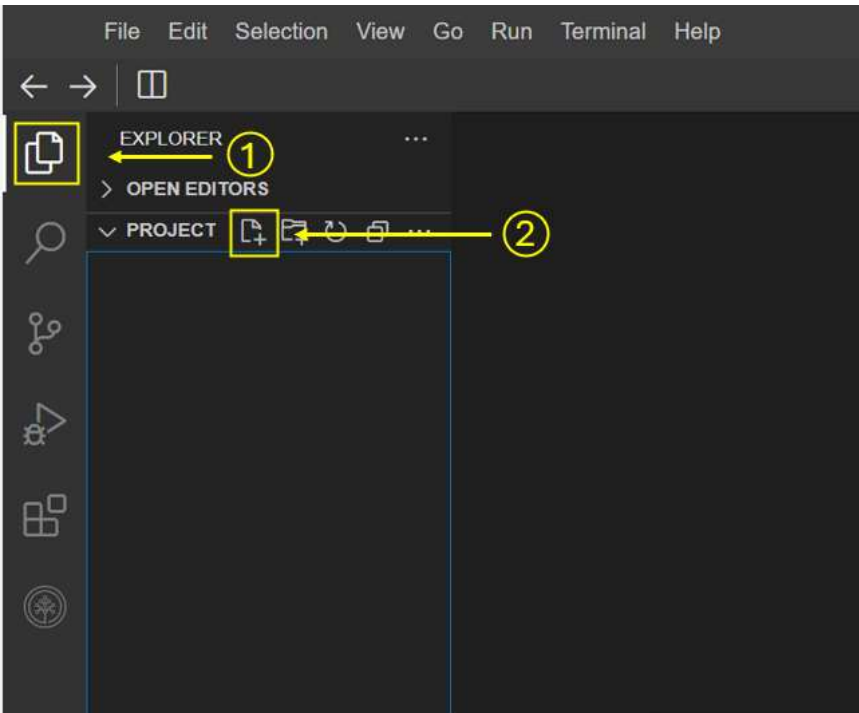 File Edit Selection View Go Run Terminal Help
EXPLORER
1
OPEN EDITORS
PROJECT
2